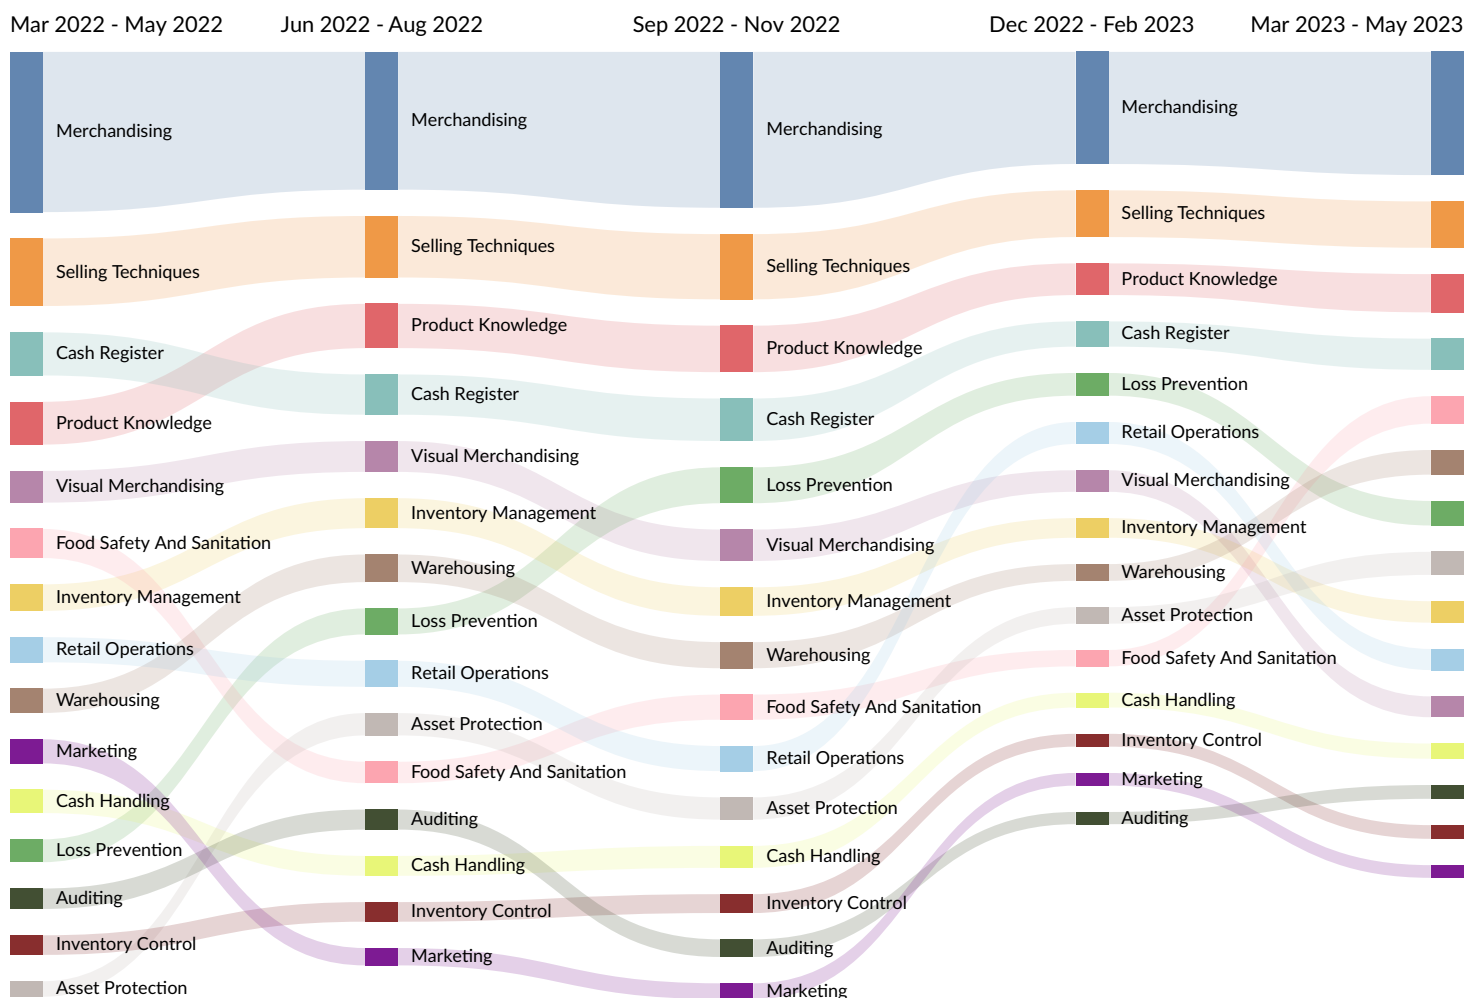 Mar 2022 - May 2022
Jun 2022 - Aug 2022
Sep 2022 - Nov 2022
Dec 2022 - Feb 2023
Mar 2023 - May 2023
Merchandising
Selling Techniques
Cash Register
Product Knowledge
Visual Merchandising
Food Safety And Sanitation
Inventory Management
Retail Operations
Warehousing
Marketing
Cash Handling
Loss Prevention
Auditing
Inventory Control
Asset Protection
Merchandising
Selling Techniques
Product Knowledge
Cash Register
Visual Merchandising
Inventory Management
Warehousing
Loss Prevention
Retail Operations
Asset Protection
Food Safety And Sanitation
Auditing
Cash Handling
Inventory Control
Marketing
Merchandising
Selling Techniques
Product Knowledge
Cash Register
Loss Prevention
Visual Merchandising
Inventory Management
Warehousing
Food Safety And Sanitation
Retail Operations
Asset Protection
Cash Handling
Inventory Control
Auditing
Marketing
Merchandising
Selling Techniques
Product Knowledge
Cash Register
Loss Prevention
Retail Operations
Visual Merchandising
Inventory Management
Warehousing
Asset Protection
Food Safety And Sanitation
Cash Handling
Inventory Control
Marketing
Auditing